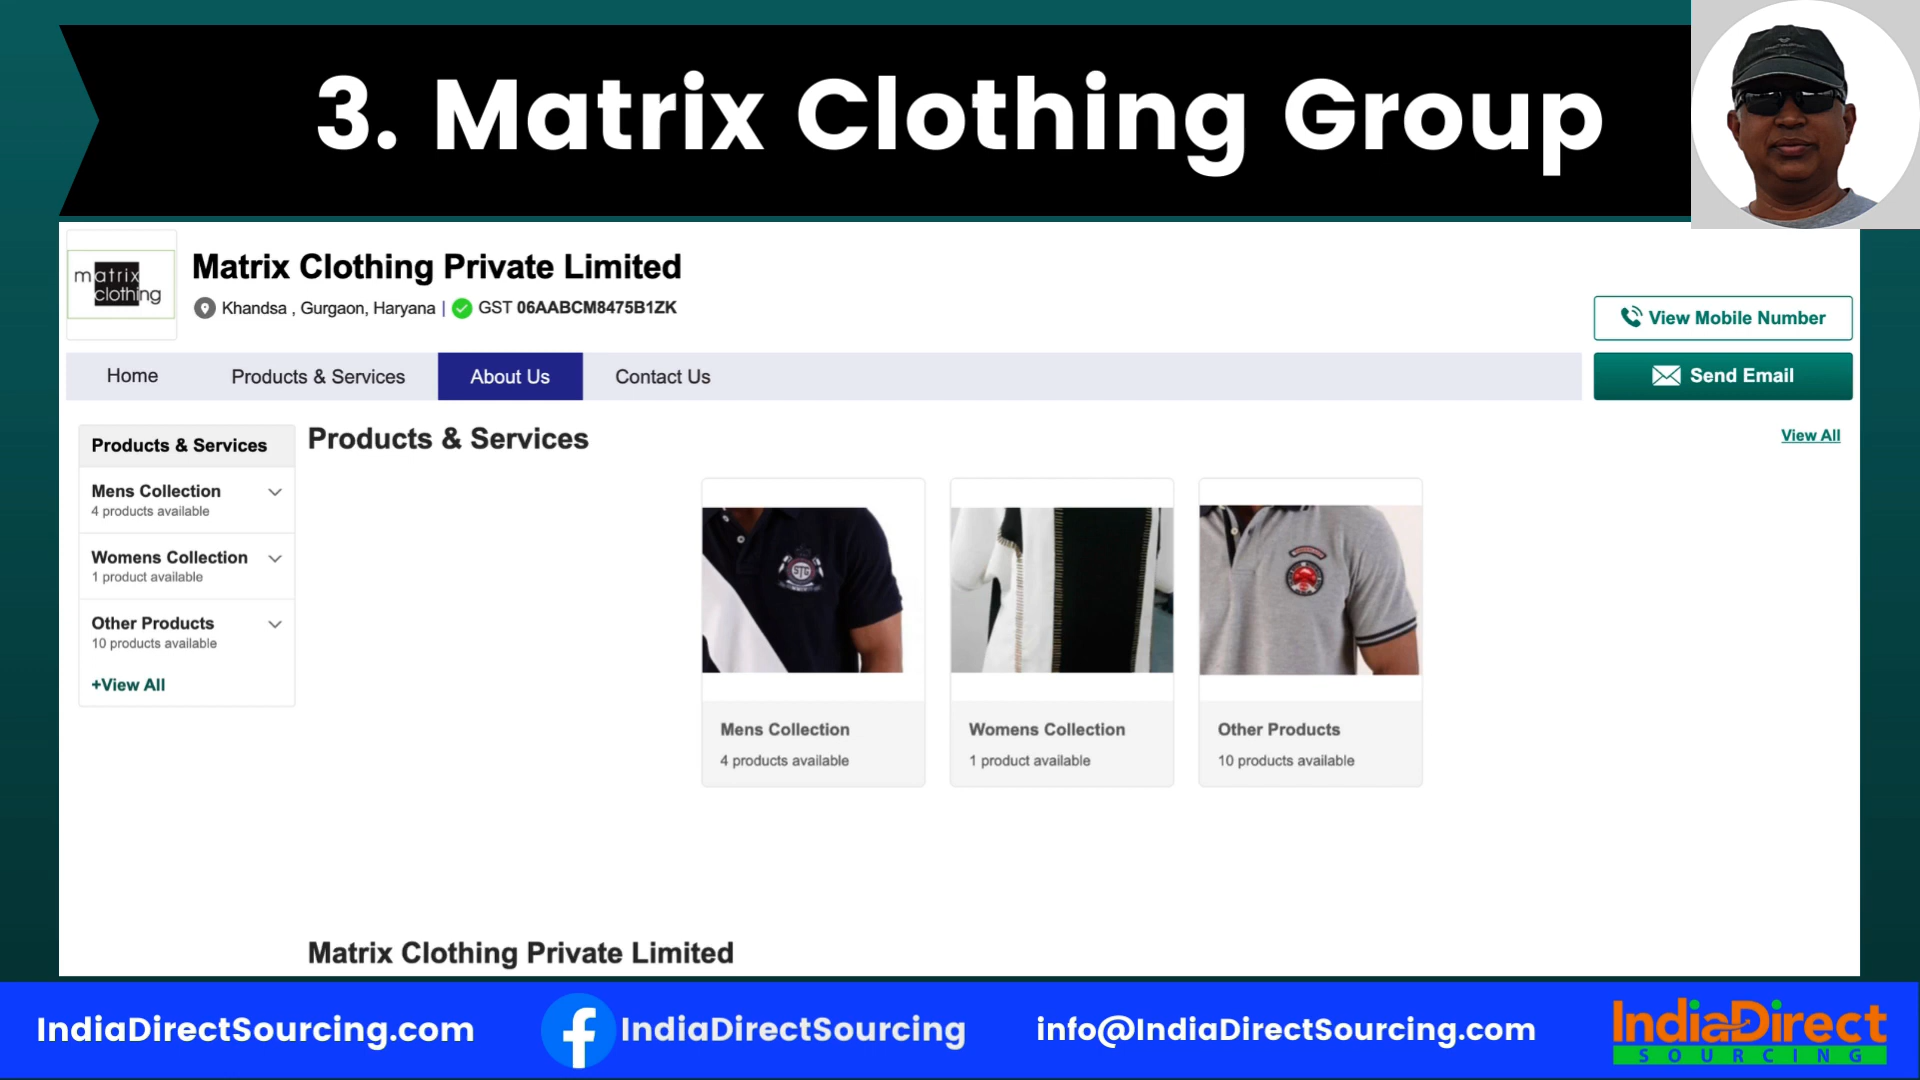 3. Matrix Clothing Group
matrix
clothing
Matrix Clothing Private Limited
Khandsa , Gurgaon, Haryana | GST 06AABCM8475B1ZK
View Mobile Number
Home
Products & Services
About Us
Contact Us
Send Email
Products & Services
Mens Collection
4 products available
Womens Collection
1 product available
Other Products
10 products available
+View All
Products & Services
View All
STG
Mens Collection
4 products available
Womens Collection
1 product available
Other Products
10 products available
Matrix Clothing Private Limited
IndiaDirectSourcing.com
IndiaDirectSourcing
info@IndiaDirectSourcing.com
IndiaDirect
SOURCING